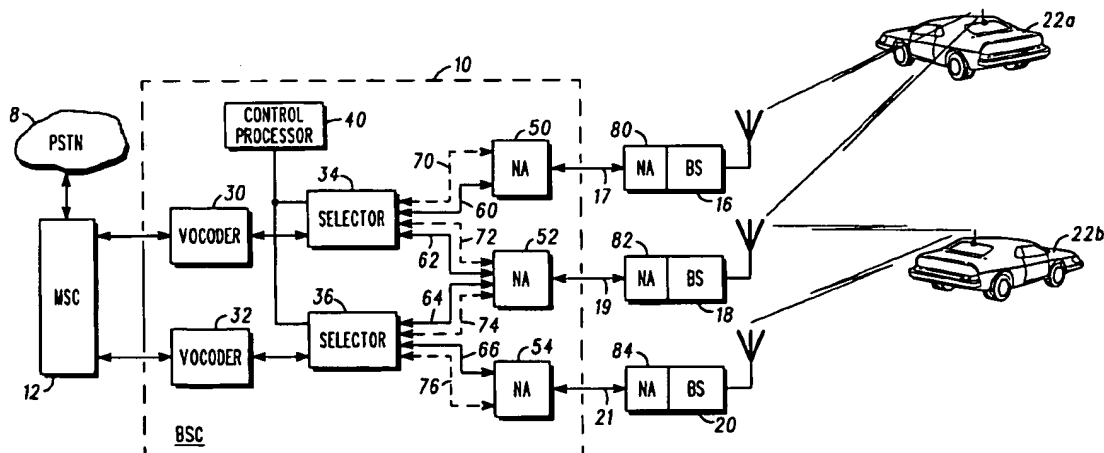 10
8
PSTN
CONTROL
PROCESSOR
40
22a
50
NA
80
NA
BS
17
16
70
60
34
SELECTOR
30
VOCODER
72
62
52
NA
82
NA
BS
19
18
22b
MSC
12
36
SELECTOR
32
VOCODER
64
74
66
76
54
NA
84
NA
BS
21
20
BSC